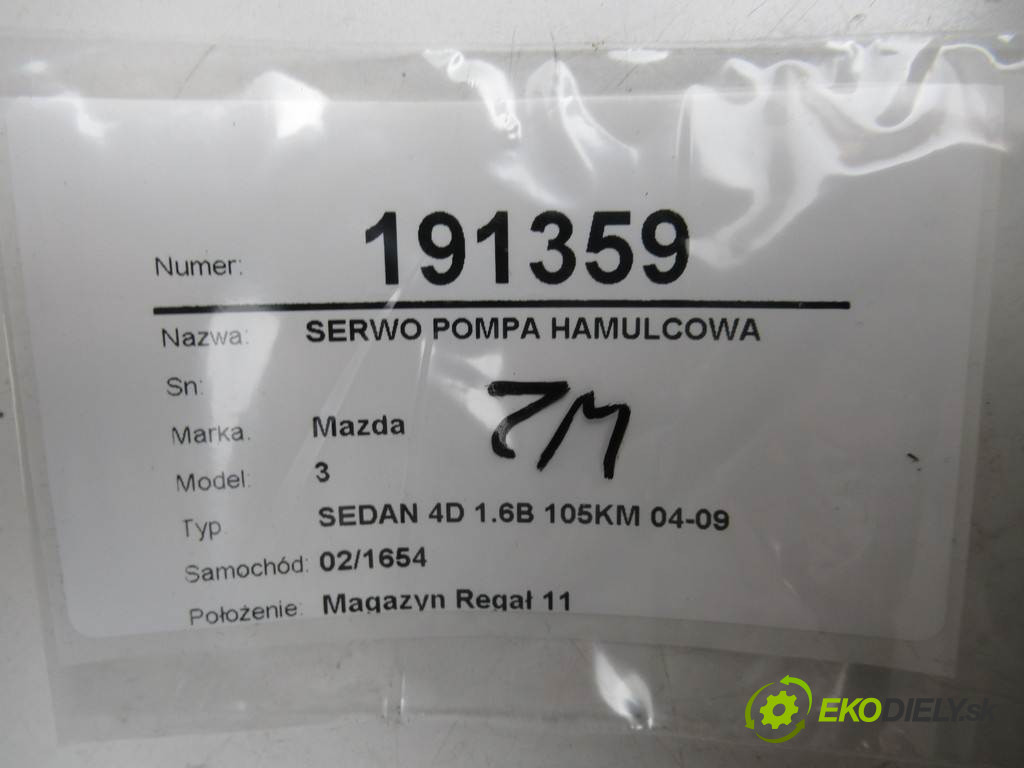 Numer: 191359
Nazwa: SERWO POMPA HAMULCOWA
Sn:
Marka. Mazda
ZM
Model: 3
Typ SEDAN 4D 1.6B 105KM 04-09
Samochód: 02/1654
Położenie: Magazyn Regał 11
EKODIELY.sk